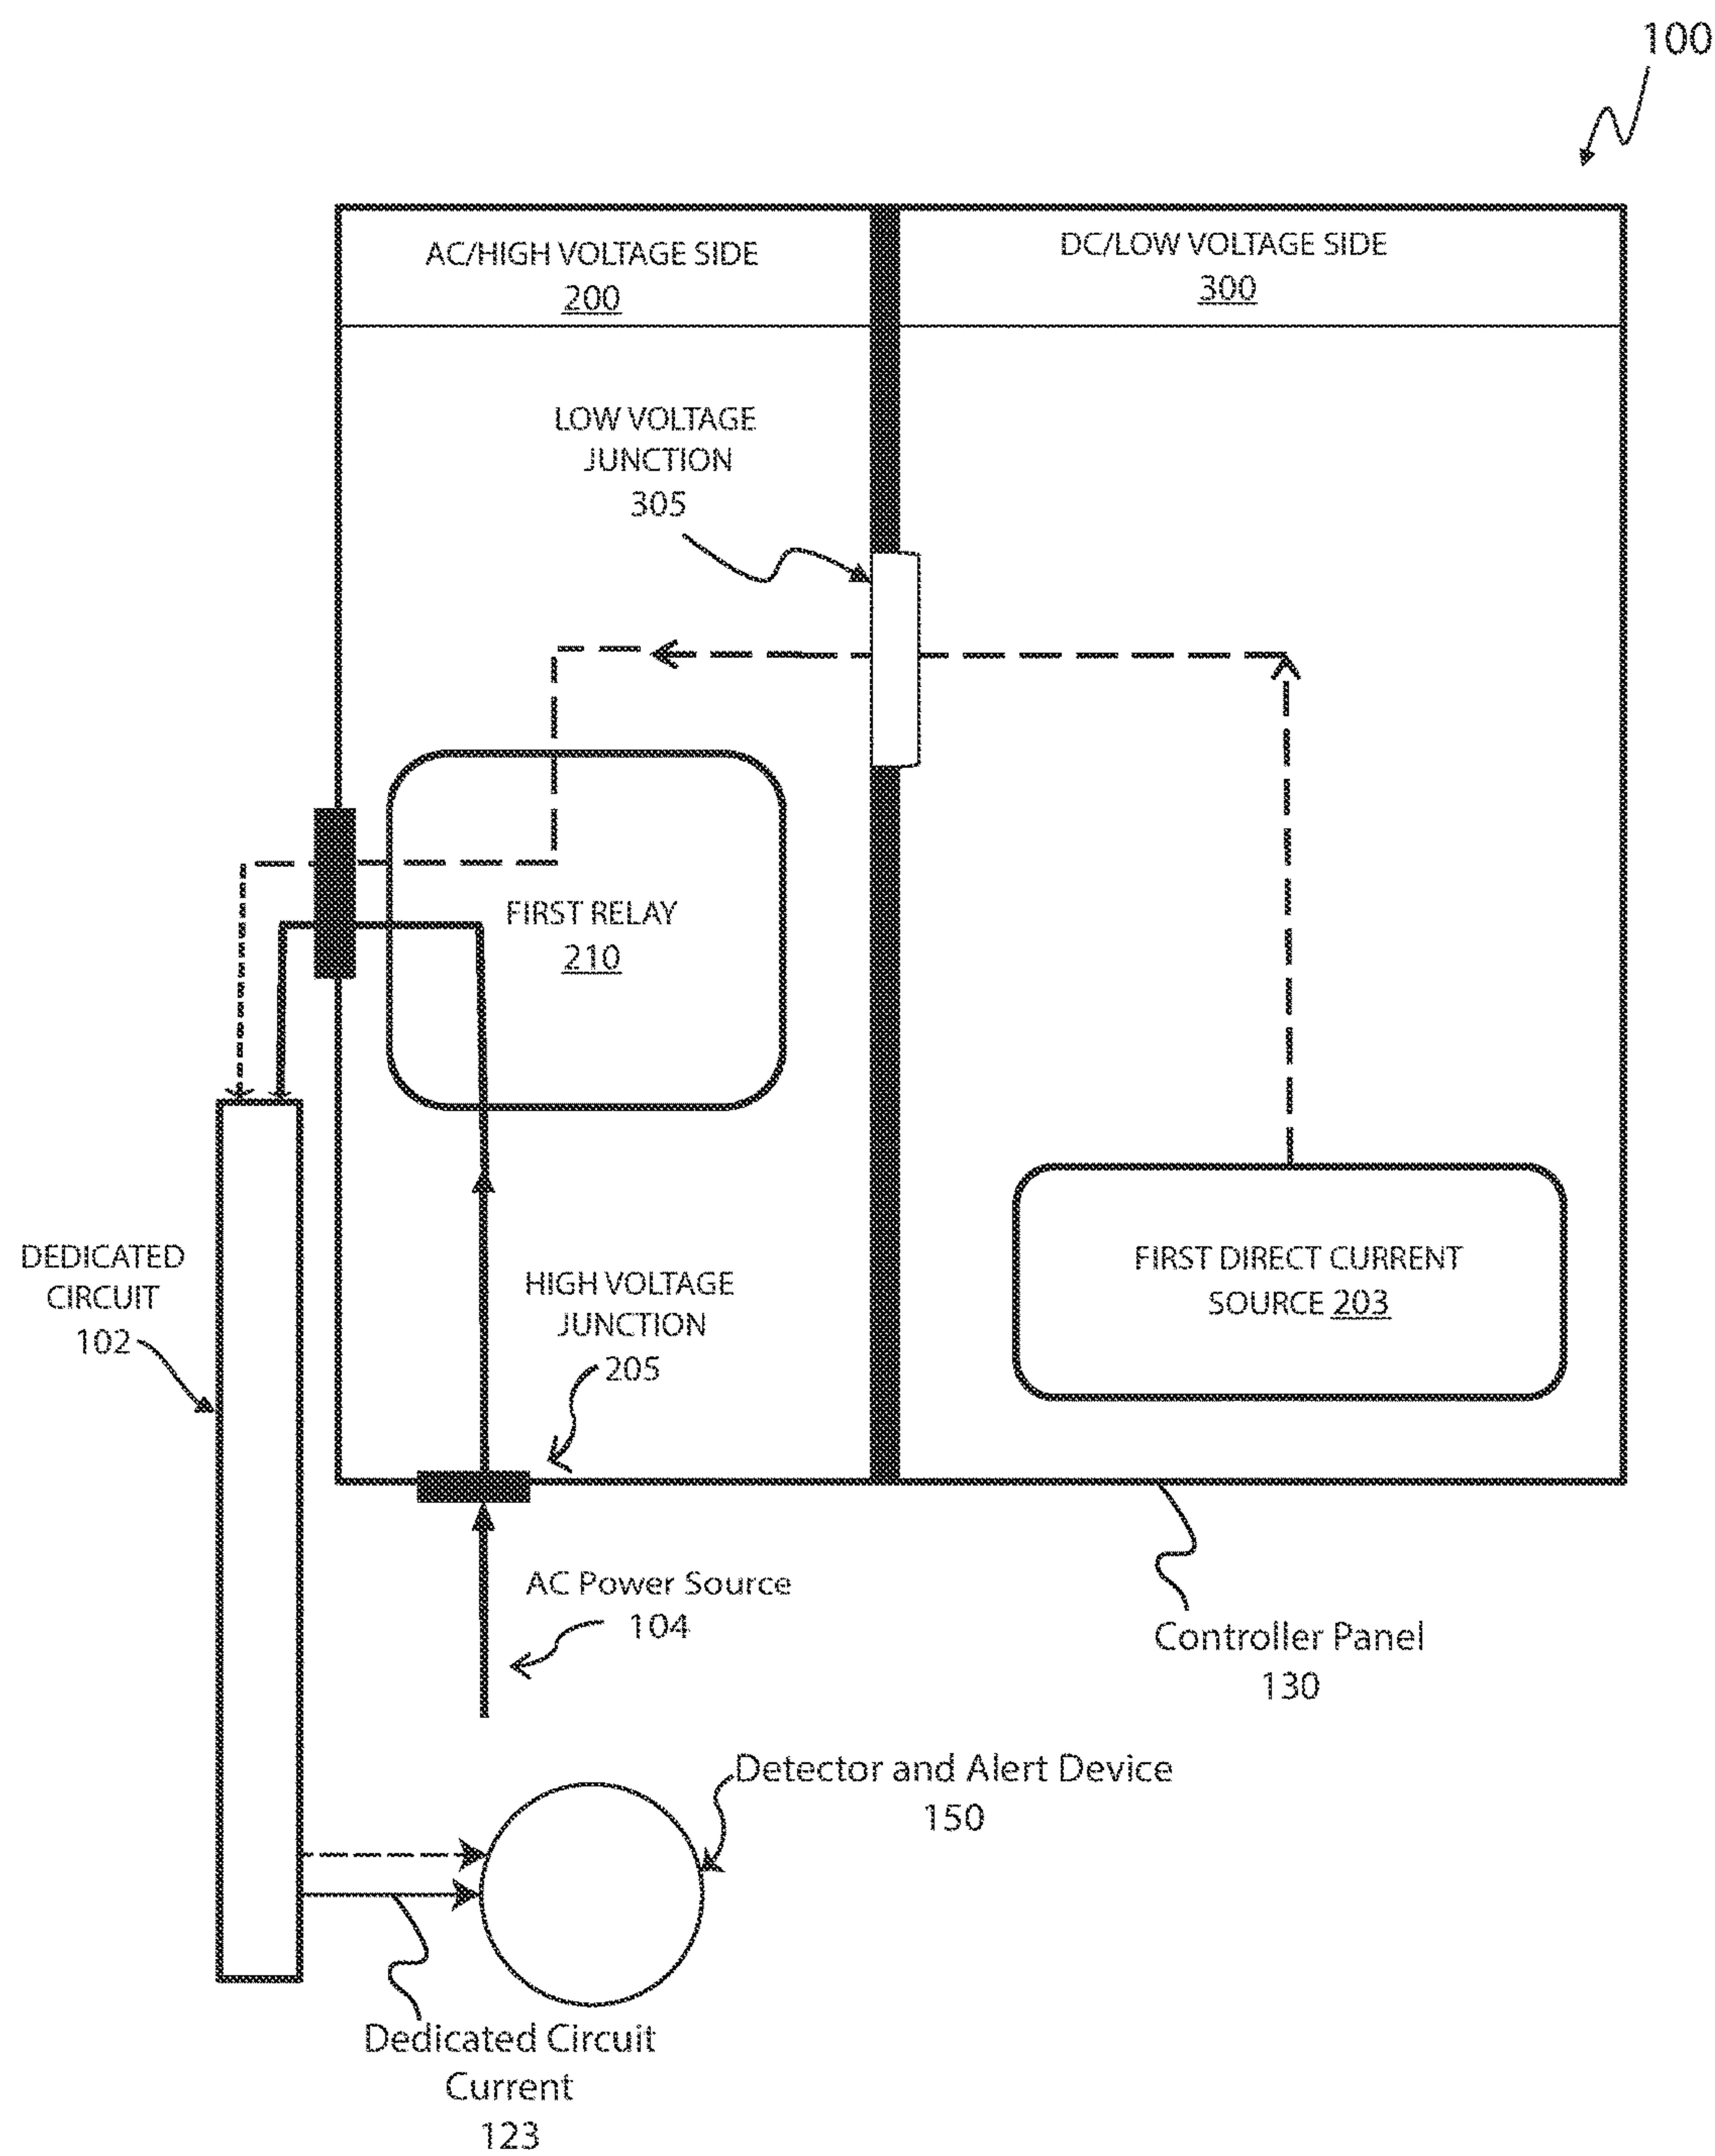 100
AC/HIGH VOLTAGE SIDE
200
DC/LOW VOLTAGE SIDE
300
LOW VOLTAGE
JUNCTION
305
FIRST RELAY
210
DEDICATED
CIRCUIT
102
HIGH VOLTAGE
JUNCTION
205
FIRST DIRECT CURRENT
SOURCE 203
AC Power Source
104
Controller Panel
130
Detector and Alert Device
150
Dedicated Circuit
Current
123